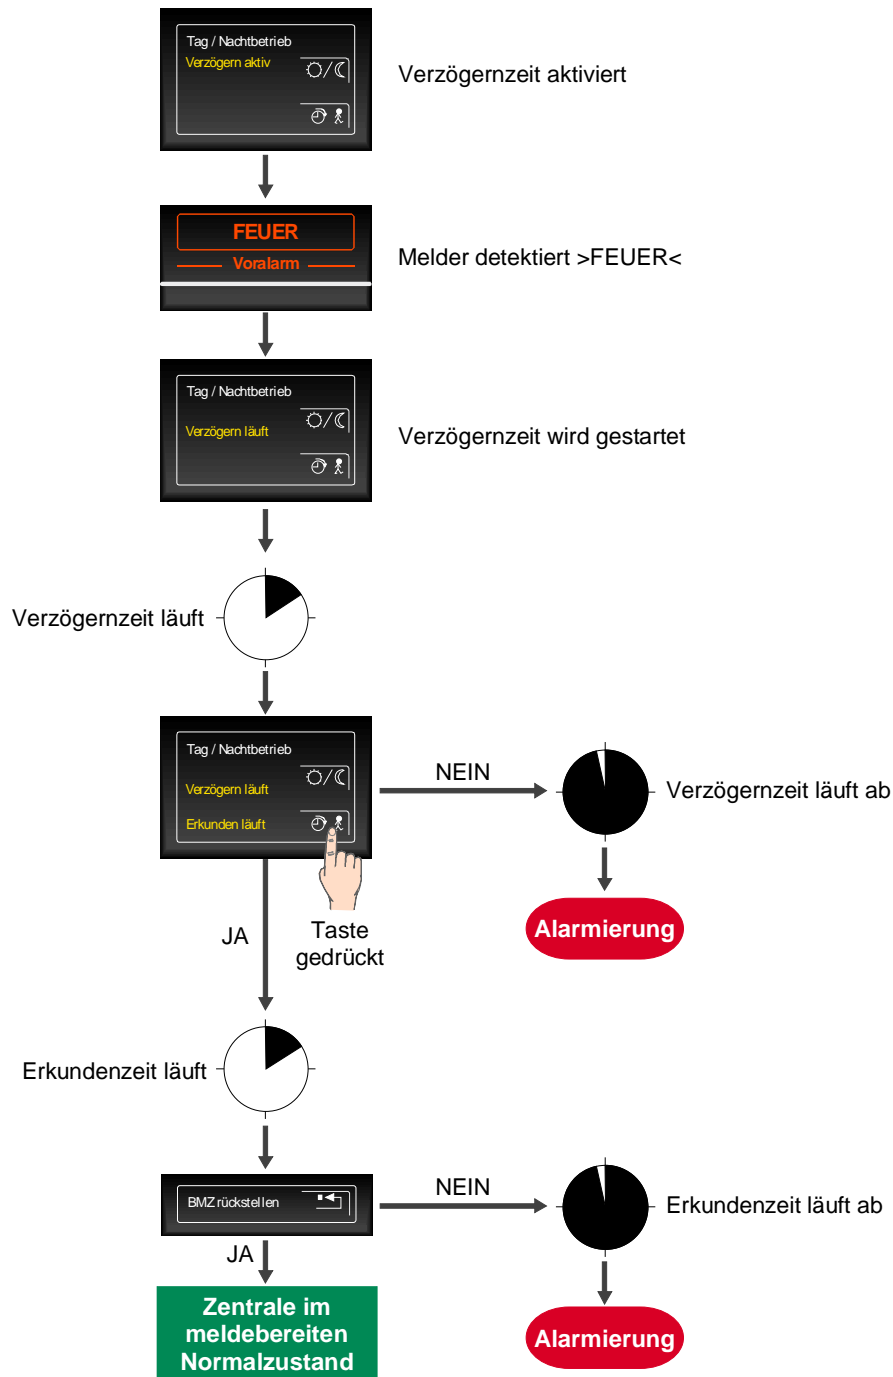 Tag / Nachtbetrieb
Verzögern aktiv
Verzögernzeit aktiviert
FEUER
Voralarm
Melder detektiert >FEUER<
Tag / Nachtbetrieb
Verzögern läuft
Verzögernzeit wird gestartet
Verzögernzeit läuft
Tag / Nachtbetrieb
Verzögern läuft
Erkunden läuft
NEIN
Verzögernzeit läuft ab
JA
Taste
gedrückt
Alarmierung
Erkundenzeit läuft
BMZ rückstellen
NEIN
Erkundenzeit läuft ab
JA
Zentrale im
meldebereiten
Normalzustand
Alarmierung